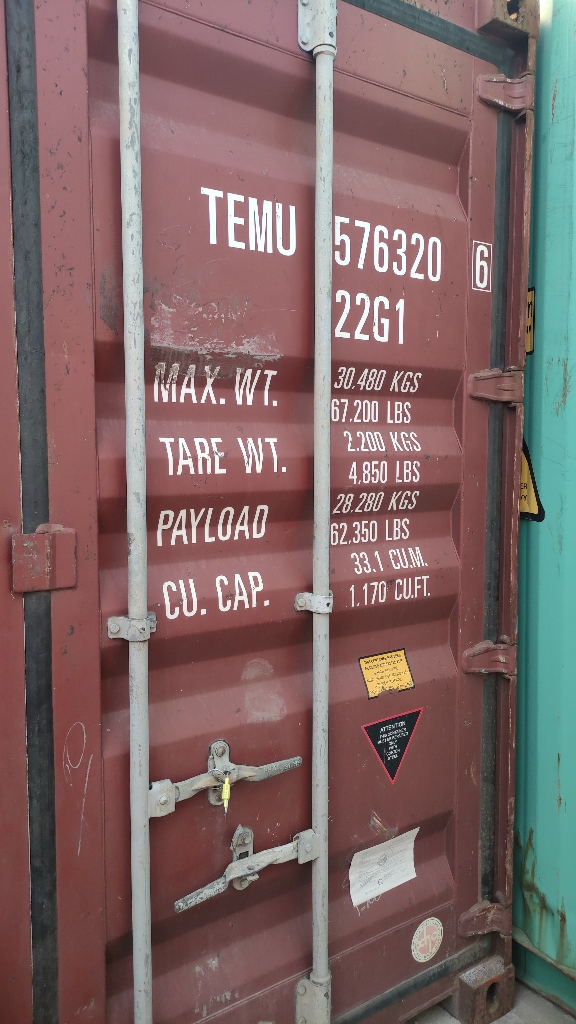 TEMU 576320 6
22G1
MAX. WT. 30.480 KGS
67.200 LBS
TARE WT. 2.200 KGS
4,850 LBS
PAYLOAD 28.280 KGS
62.350 LBS
CU. CAP. 33.1 CU.M.
1.170 CU.FT.
ATTENTION